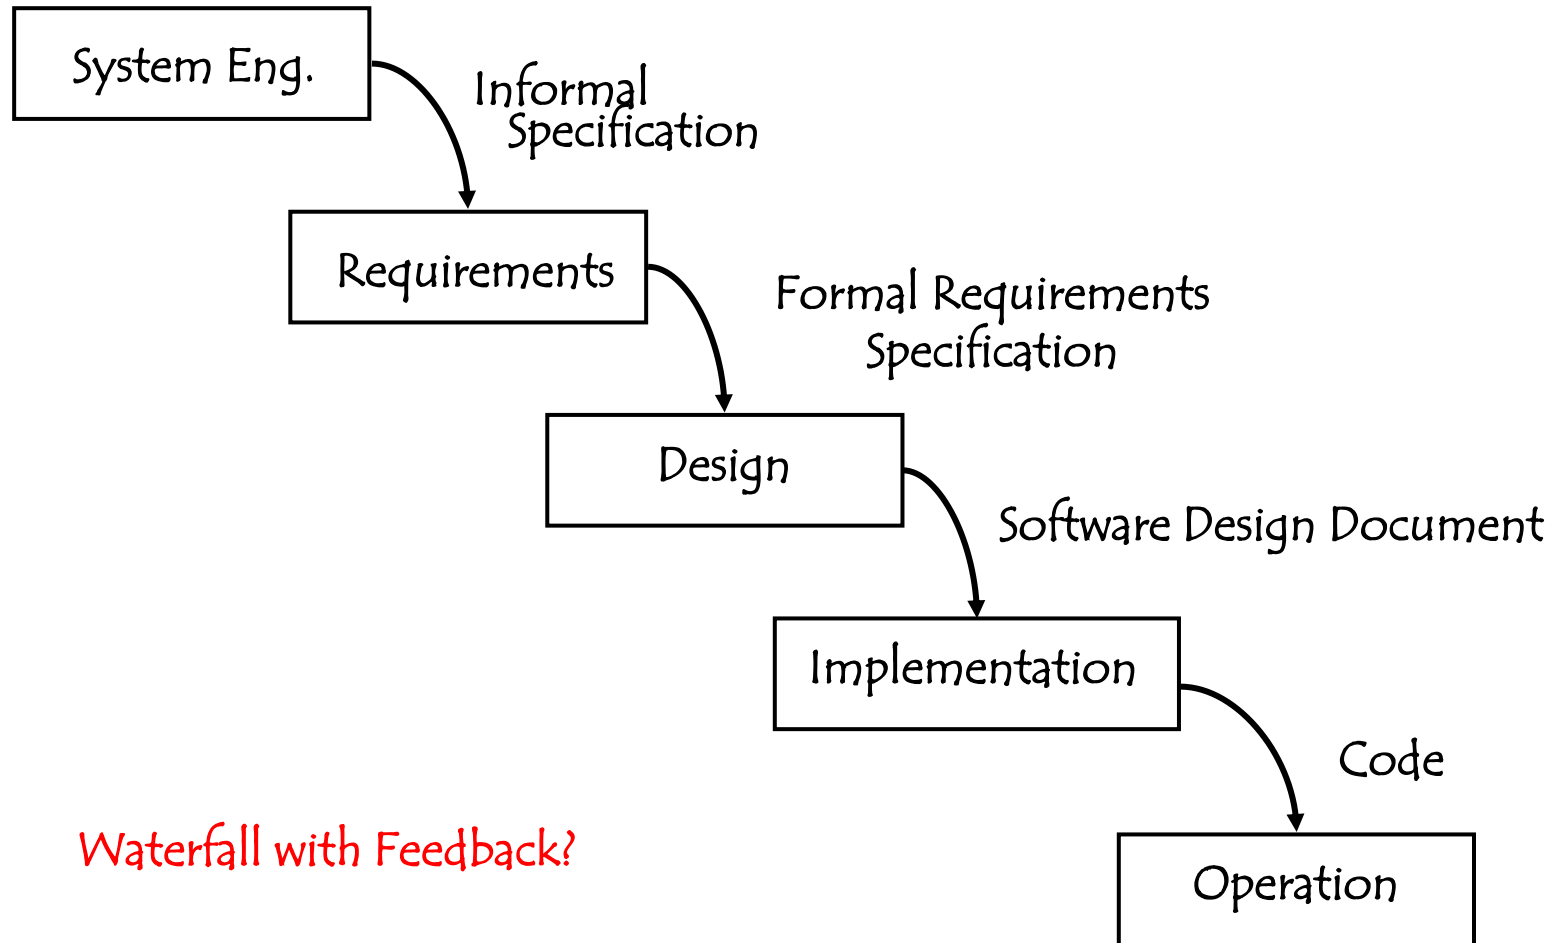 System Eng.
Informal
Specification
Requirements
Formal Requirements
Specification
Design
Software Design Document
Implementation
Code
Waterfall with Feedback?
Operation